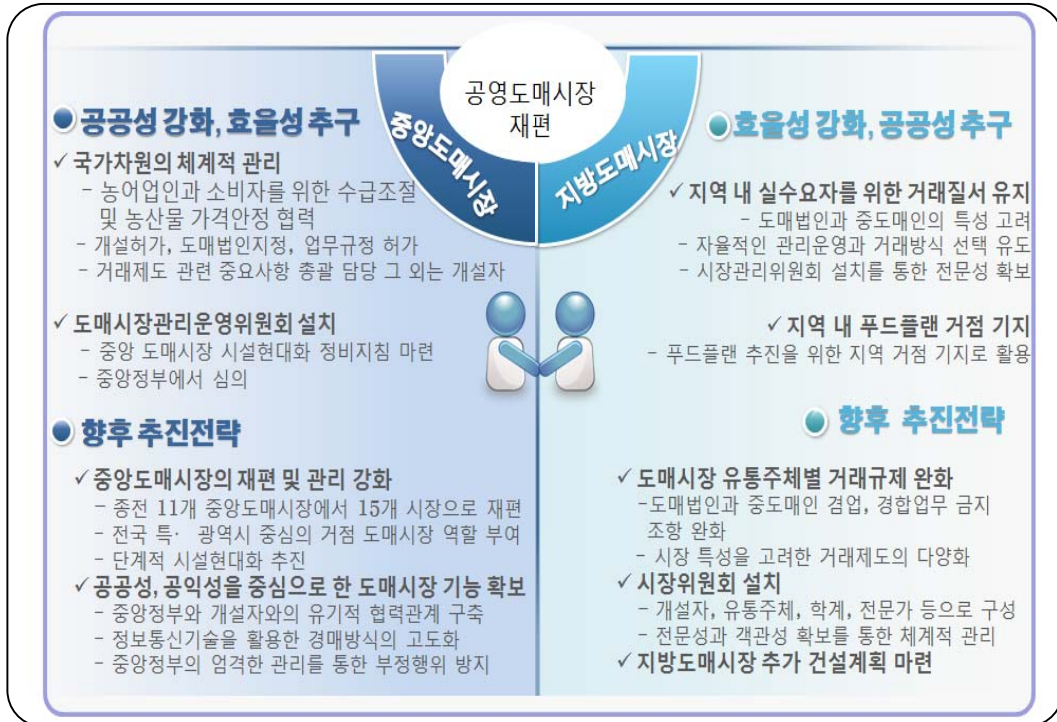 공영도매시장
재편
중앙도매시장
지방도매시장
공공성 강화, 효율성 추구
✓ 국가차원의 체계적 관리
- 농어업인과 소비자를 위한 수급조절
및 농산물 가격안정 협력
- 개설허가, 도매법인지정, 업무규정 허가
- 거래제도 관련 중요사항 총괄 담당 그 외는 개설자
✓ 도매시장관리운영위원회 설치
- 중앙 도매시장 시설현대화 정비지침 마련
- 중앙정부에서 심의
향후 추진전략
✓ 중앙도매시장의 재편 및 관리 강화
- 종전 11개 중앙도매시장에서 15개 시장으로 재편
- 전국 특· 광역시 중심의 거점 도매시장 역할 부여
- 단계적 시설현대화 추진
✓ 공공성, 공익성을 중심으로 한 도매시장 기능 확보
- 중앙정부와 개설자와의 유기적 협력관계 구축
- 정보통신기술을 활용한 경매방식의 고도화
- 중앙정부의 엄격한 관리를 통한 부정행위 방지
효율성 강화, 공공성 추구
✓ 지역 내 실수요자를 위한 거래질서 유지
- 도매법인과 중도매인의 특성 고려
- 자율적인 관리운영과 거래방식 선택 유도
- 시장관리위원회 설치를 통한 전문성 확보
✓ 지역 내 푸드플랜 거점 기지
- 푸드플랜 추진을 위한 지역 거점 기지로 활용
향후 추진전략
✓ 도매시장 유통주체별 거래규제 완화
-도매법인과 중도매인 겸업, 경합업무 금지
조항 완화
- 시장 특성을 고려한 거래제도의 다양화
✓ 시장위원회 설치
- 개설자, 유통주체, 학계, 전문가 등으로 구성
- 전문성과 객관성 확보를 통한 체계적 관리
✓ 지방도매시장 추가 건설계획 마련